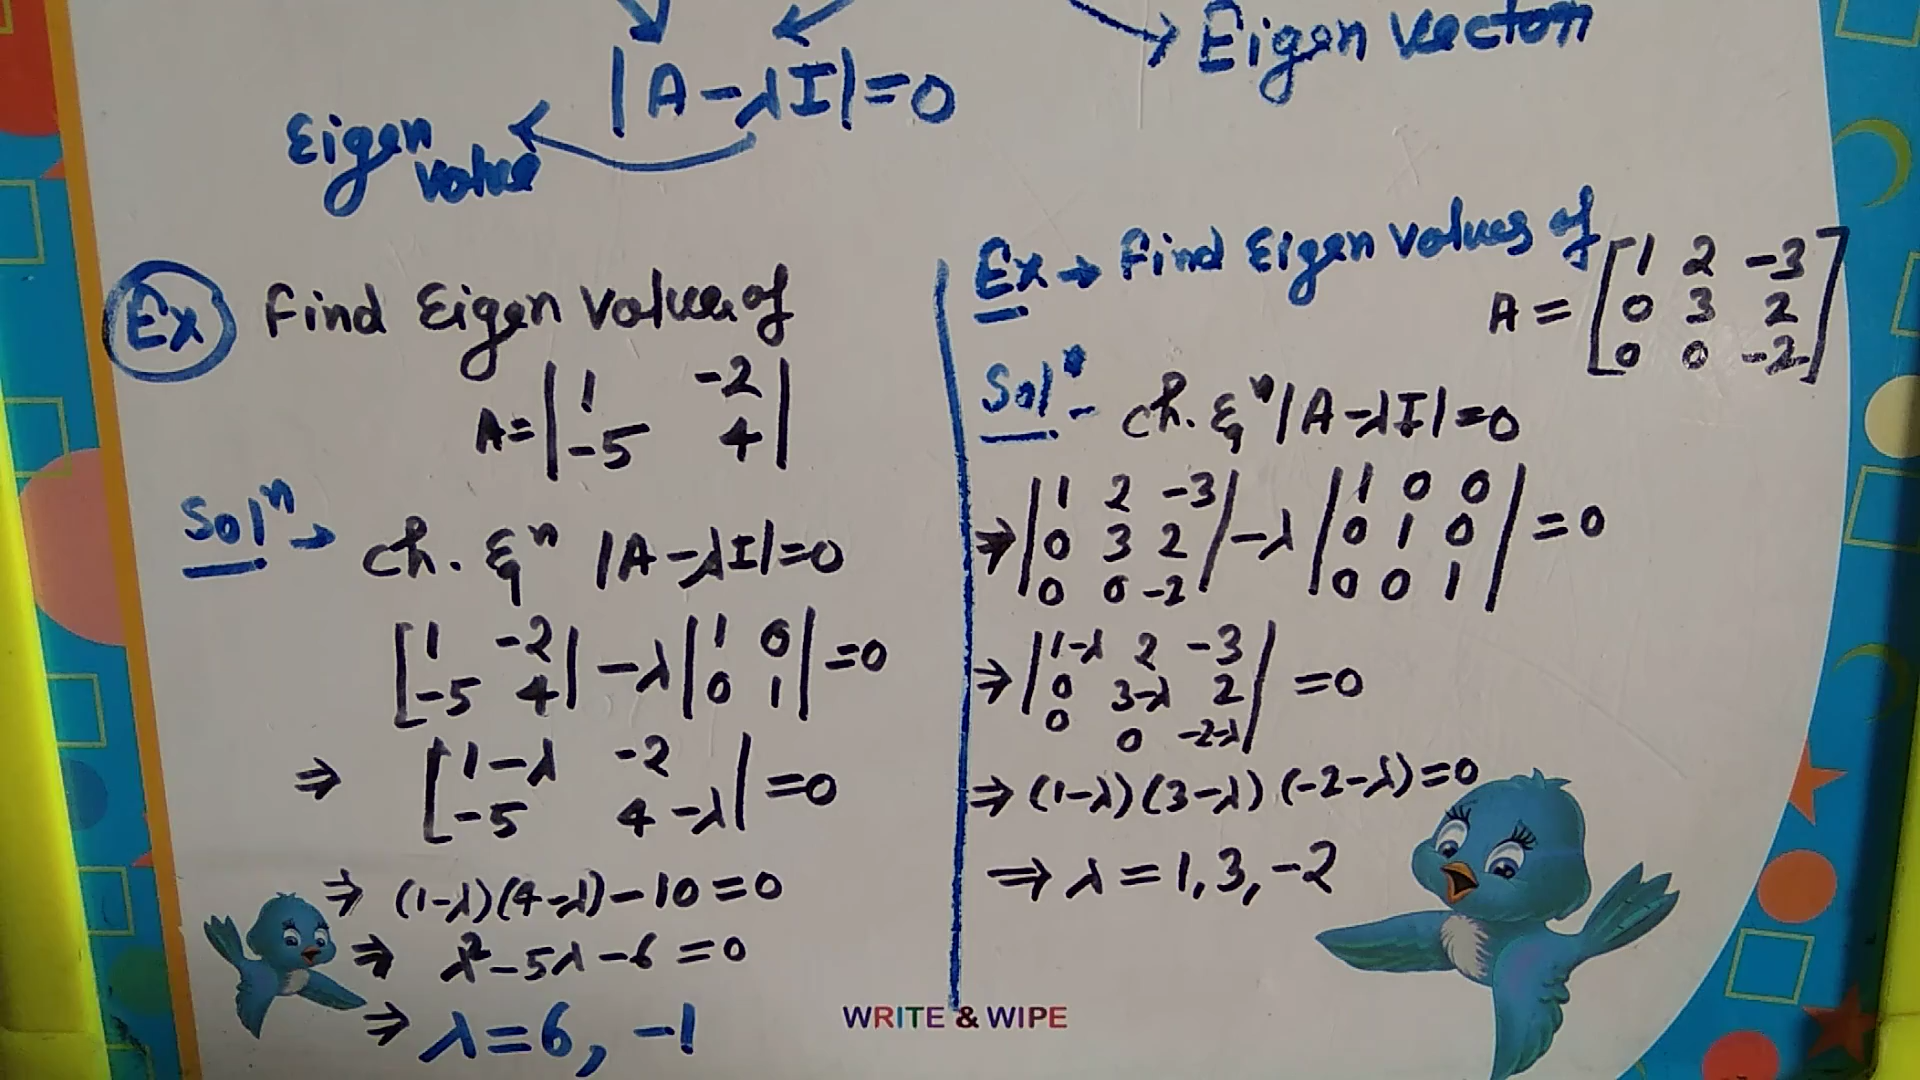 → Eigen vector
|A-λI|=0
Eigen value
Ex Find Eigen Value of
A=|1 -2|
|-5 4|
Solⁿ→ Ch. Eqⁿ |A-λI|=0
[1 -2| -λ|1 0| =0
[-5 4| |0 1|
⇒ [1-λ -2| =0
[-5 4-λ|
⇒ (1-λ)(4-λ)-10=0
⇒ λ²-5λ-6=0
⇒ λ=6, -1
Ex → Find Eigen Values of
A = [1 2 -3]
[0 3 2]
[0 0 -2]
Solⁿ- Ch. Eqⁿ |A-λI|=0
⇒ |1 2 -3| -λ |1 0 0| =0
|0 3 2| |0 1 0|
|0 0 -2| |0 0 1|
⇒ |1-λ 2 -3| =0
|0 3-λ 2|
|0 0 -2-λ|
⇒ (1-λ)(3-λ)(-2-λ)=0
⇒ λ=1,3,-2
WRITE & WIPE